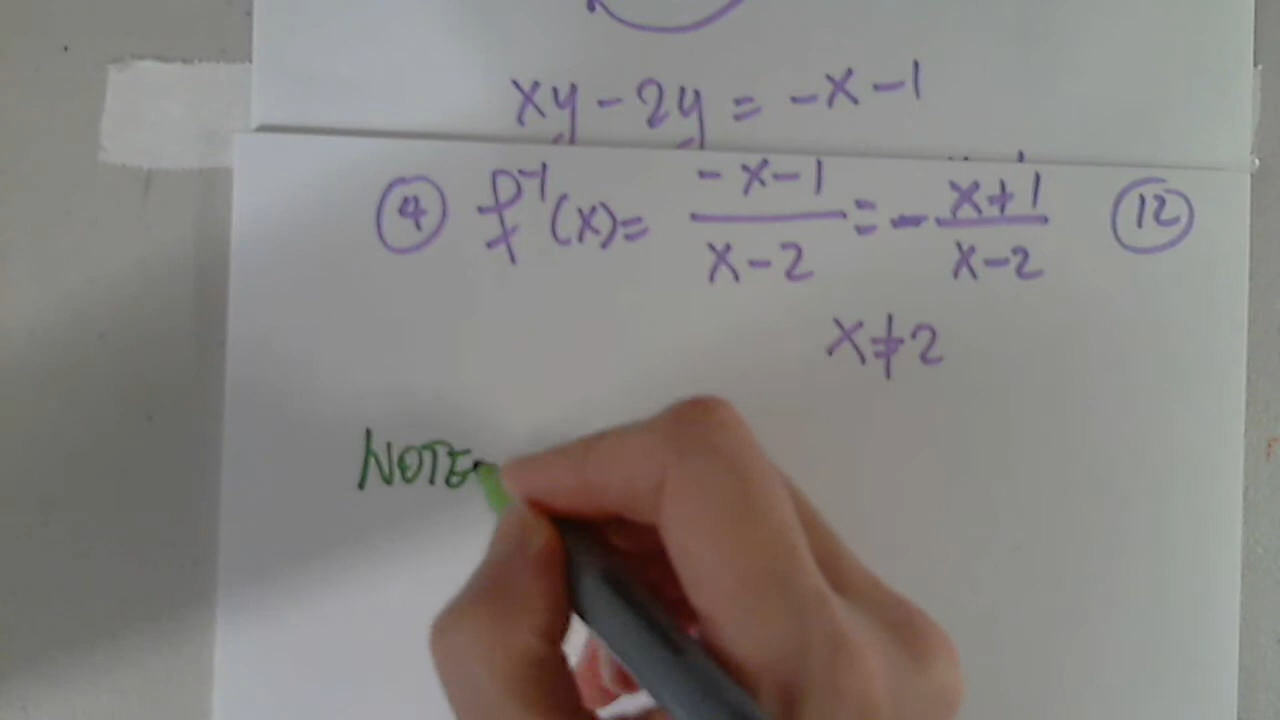 xy - 2y = -x - 1
④ f⁻¹(x) = (-x-1)/(x-2) = - (x+1)/(x-2) ⑫
x ≠ 2
NOTE